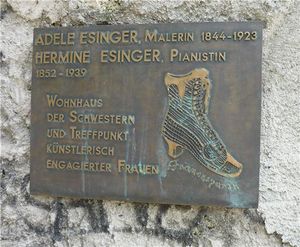 ADELE ESINGER, MALERIN 1844-1923
HERMINE ESINGER, PIANISTIN
1852-1939
WOHNHAUS
DER SCHWESTERN
UND TREFFPUNKT
KÜNSTLERISCH
ENGAGIERTER FRAUEN